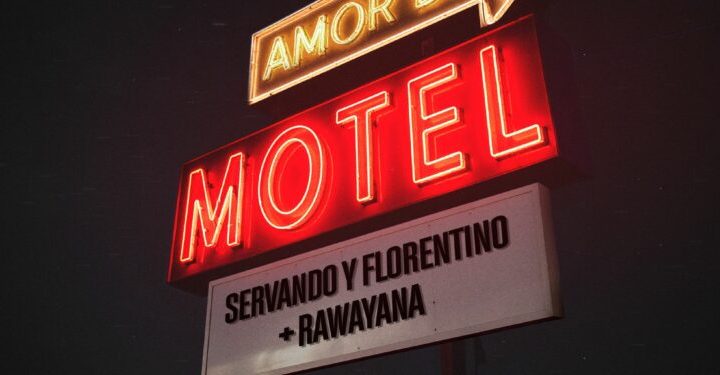 AMOR D
MOTEL
SERVANDO Y FLORENTINO
+ RAWAYANA